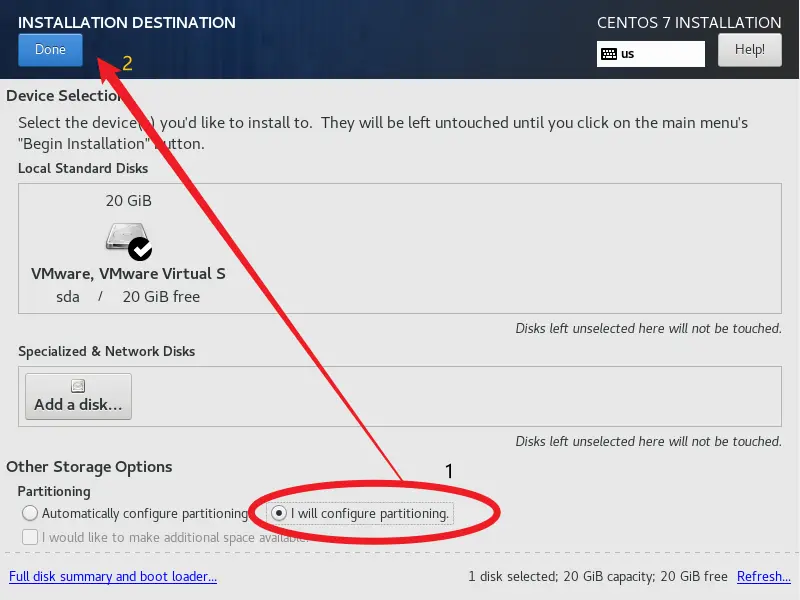 INSTALLATION DESTINATION
CENTOS 7 INSTALLATION
Done
2
us
Help!
Device Selection
Select the device(s) you'd like to install to. They will be left untouched until you click on the main menu's
"Begin Installation" button.
Local Standard Disks
20 GiB
VMware, VMware Virtual S
sda / 20 GiB free
Disks left unselected here will not be touched.
Specialized & Network Disks
Add a disk...
Disks left unselected here will not be touched.
Other Storage Options
1
Partitioning
Automatically configure partitioning
I will configure partitioning.
I would like to make additional space available.
Full disk summary and boot loader...
1 disk selected; 20 GiB capacity; 20 GiB free
Refresh...